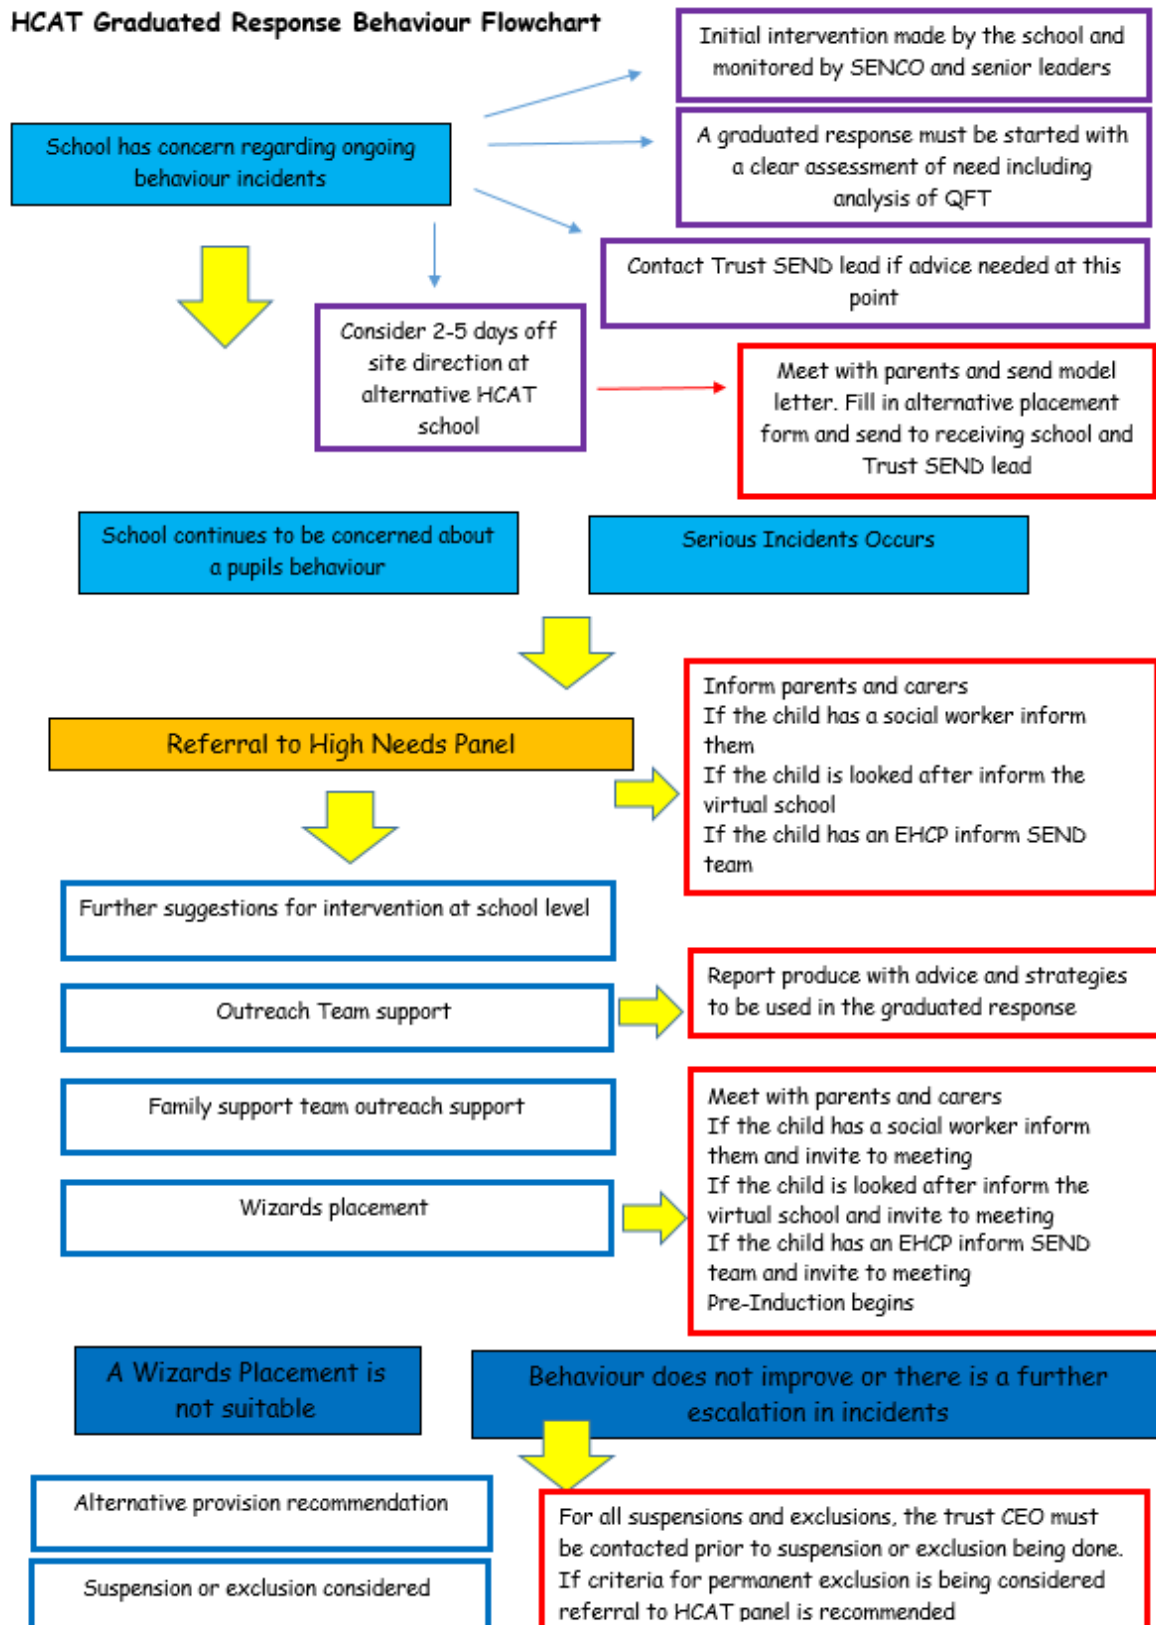 HCAT Graduated Response Behaviour Flowchart
Initial intervention made by the school and
monitored by SENCO and senior leaders
School has concern regarding ongoing
behaviour incidents
A graduated response must be started with
a clear assessment of need including
analysis of QFT
Contact Trust SEND lead if advice needed at this
point
Consider 2-5 days off
site direction at
alternative HCAT
school
Meet with parents and send model
letter. Fill in alternative placement
form and send to receiving school and
Trust SEND lead
School continues to be concerned about
a pupils behaviour
Serious Incidents Occurs
Referral to High Needs Panel
Inform parents and carers
If the child has a social worker inform
them
If the child is looked after inform the
virtual school
If the child has an EHCP inform SEND
team
Further suggestions for intervention at school level
Outreach Team support
Report produce with advice and strategies
to be used in the graduated response
Family support team outreach support
Wizards placement
Meet with parents and carers
If the child has a social worker inform
them and invite to meeting
If the child is looked after inform the
virtual school and invite to meeting
If the child has an EHCP inform SEND
team and invite to meeting
Pre-Induction begins
A Wizards Placement is
not suitable
Behaviour does not improve or there is a further
escalation in incidents
Alternative provision recommendation
Suspension or exclusion considered
For all suspensions and exclusions, the trust CEO must
be contacted prior to suspension or exclusion being done.
If criteria for permanent exclusion is being considered
referral to HCAT panel is recommended